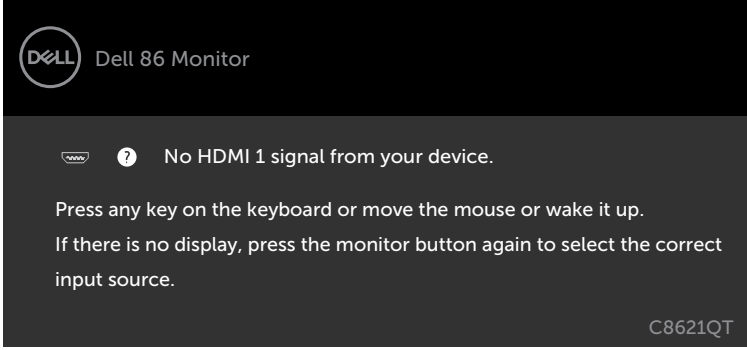 DELL
Dell 86 Monitor
? No HDMI 1 signal from your device.
Press any key on the keyboard or move the mouse or wake it up.
If there is no display, press the monitor button again to select the correct
input source.
C8621QT